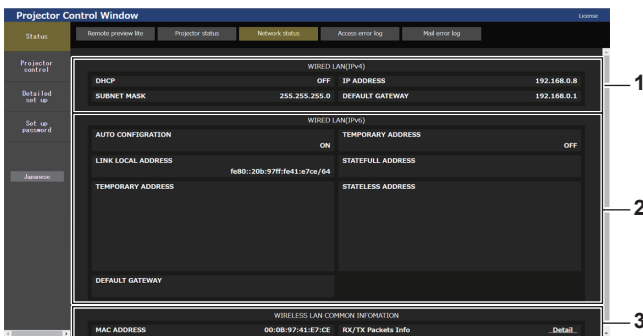 Projector Control Window
License
Status
Remote preview lite
Projector status
Network status
Access error log
Mail error log
Projector
control
Detailed
set up
Set up
password
Japanese
WIRED LAN(IPv4)
DHCP OFF IP ADDRESS 192.168.0.8
SUBNET MASK 255.255.255.0 DEFAULT GATEWAY 192.168.0.1
1
WIRED LAN(IPv6)
AUTO CONFIGRATION TEMPORARY ADDRESS
ON OFF
LINK LOCAL ADDRESS STATEFULL ADDRESS
fe80::20b:97ff:fe41:e7ce/64
TEMPORARY ADDRESS STATELESS ADDRESS
2
DEFAULT GATEWAY
WIRELESS LAN COMMON INFOMATION
3
MAC ADDRESS 00:0B:97:41:E7:CE RX/TX Packets Info Detail